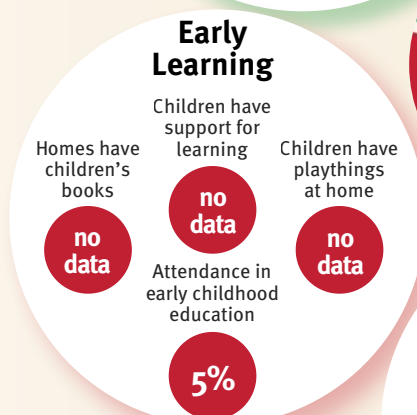 Early
Learning
Children have
support for
learning
no
data
Homes have
children's
books
no
data
Children have
playthings
at home
no
data
Attendance in
early childhood
education
5%